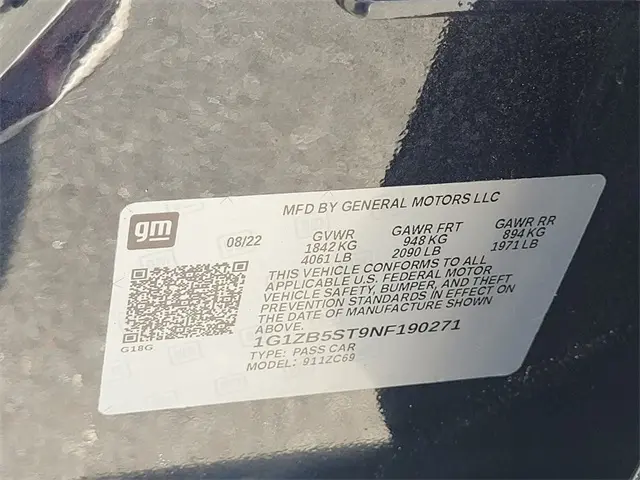 MFD BY GENERAL MOTORS LLC
gm
08/22
GVWR
1842 KG
4061 LB
GAWR FRT
948 KG
2090 LB
GAWR RR
894 KG
1971 LB
THIS VEHICLE CONFORMS TO ALL
APPLICABLE U.S. FEDERAL MOTOR
VEHICLE SAFETY, BUMPER, AND THEFT
PREVENTION STANDARDS IN EFFECT ON
THE DATE OF MANUFACTURE SHOWN
ABOVE.
1G1ZB5ST9NF190271
TYPE: PASS CAR
MODEL: 911ZC69
G18G